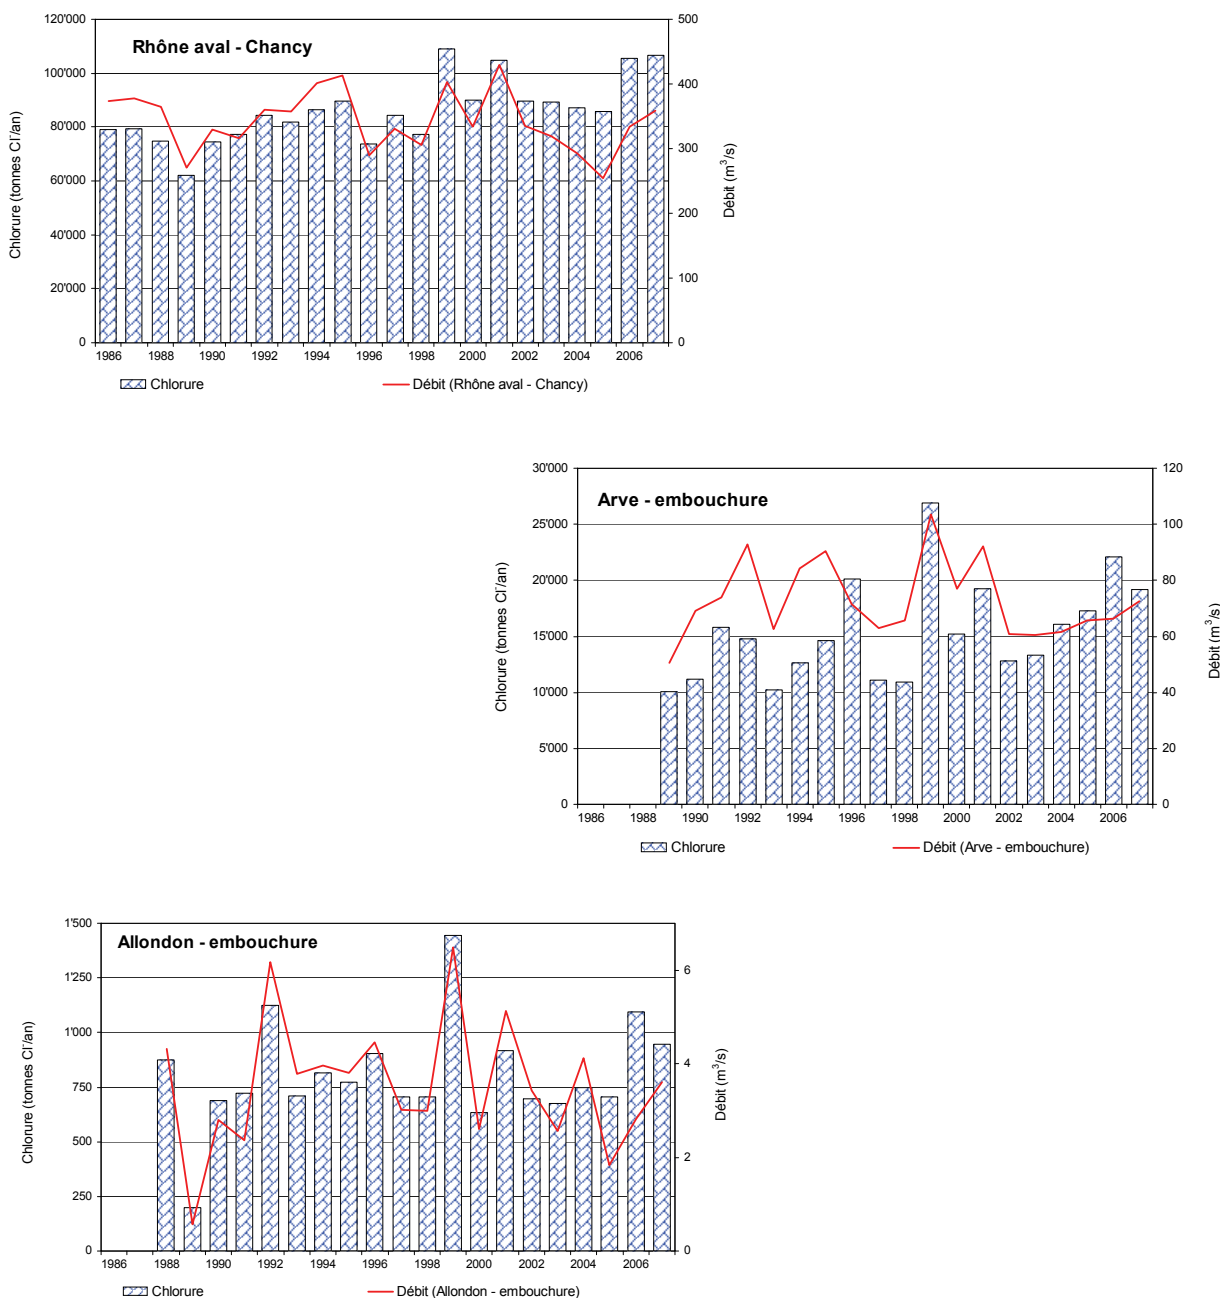 Rhône aval - Chancy
Chlorure (tonnes Cl⁻/an)
120'000
100'000
80'000
60'000
40'000
20'000
0
500
400
300
200
100
0
Débit (m³/s)
1986 1988 1990 1992 1994 1996 1998 2000 2002 2004 2006
Chlorure Débit (Rhône aval - Chancy)
Arve - embouchure
Chlorure (tonnes Cl⁻/an)
30'000
25'000
20'000
15'000
10'000
5'000
0
120
100
80
60
40
20
0
Débit (m³/s)
1986 1988 1990 1992 1994 1996 1998 2000 2002 2004 2006
Chlorure Débit (Arve - embouchure)
Allondon - embouchure
Chlorure (tonnes Cl⁻/an)
1'500
1'250
1'000
750
500
250
0
6
4
2
0
Débit (m³/s)
1986 1988 1990 1992 1994 1996 1998 2000 2002 2004 2006
Chlorure Débit (Allondon - embouchure)